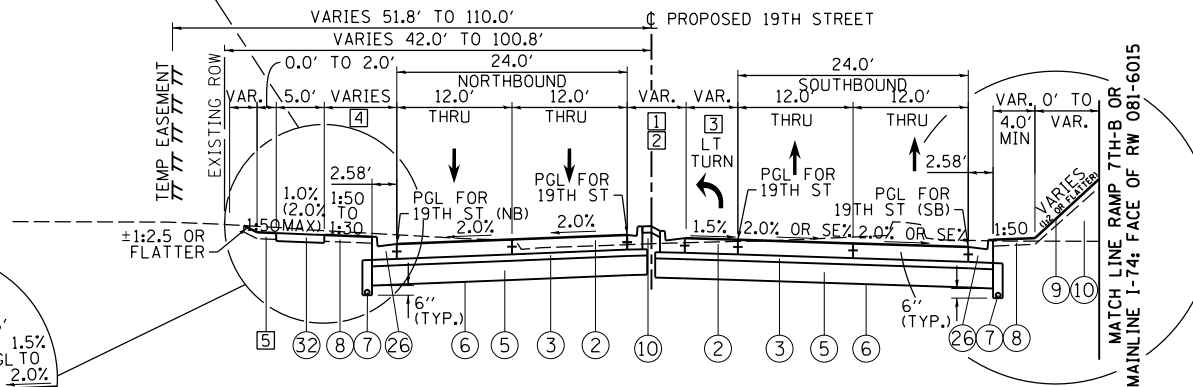 VARIES 51.8' TO 110.0'
℄ PROPOSED 19TH STREET
VARIES 42.0' TO 100.8'
0.0' TO 2.0'
24.0'
NORTHBOUND
24.0'
SOUTHBOUND
VAR.
5.0'
VARIES
12.0'
12.0'
VAR.
VAR.
12.0'
12.0'
VAR.
0' TO
VAR.
4.0'
MIN
4
THRU
THRU
1
2
3
LT
TURN
THRU
THRU
TEMP EASEMENT
EXISTING ROW
2.58'
2.58'
PGL FOR
19TH ST (NB)
PGL FOR
19TH ST
PGL FOR
19TH ST
PGL FOR
19TH ST (SB)
1.0%
(2.0%
MAX)
1:50
1:50
TO
1:30
2.0%
2.0%
1.5%
2.0% OR SE%
2.0% OR SE%
1:50
VARIES
±1:2.5 OR
FLATTER
6"
(TYP.)
6"
(TYP.)
5
32
8
7
26
6
5
3
2
10
2
3
5
6
26
7
8
9
10
MATCH LINE RAMP 7TH-B OR
MAINLINE I-74; FACE OF RW 081-6015
1.5%
TO
2.0%